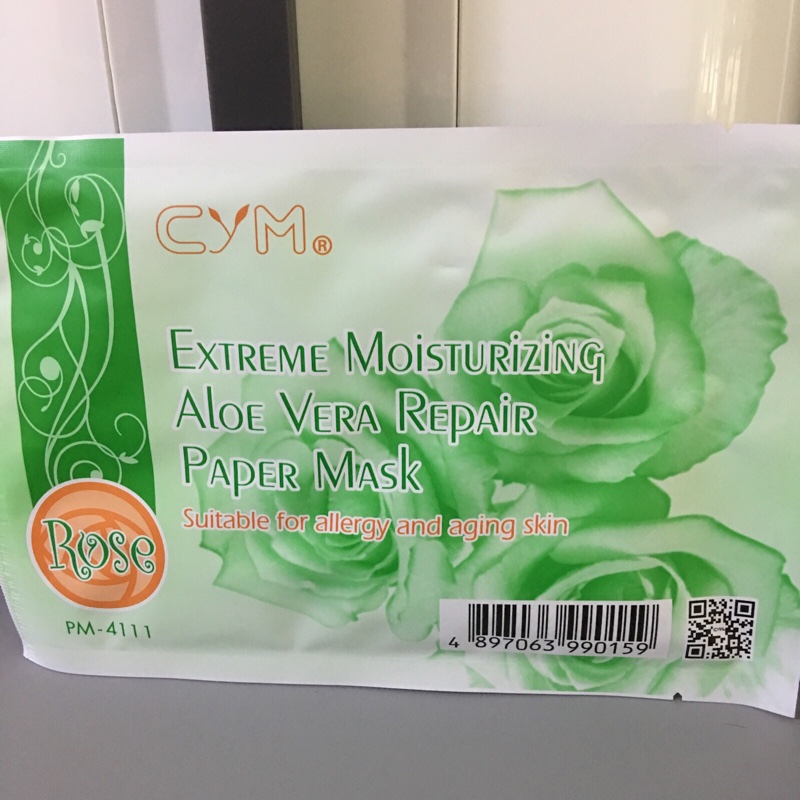 CYM®
EXTREME MOISTURIZING
ALOE VERA REPAIR
PAPER MASK
Suitable for allergy and aging skin
Rose
PM-4111
4 897063 990159